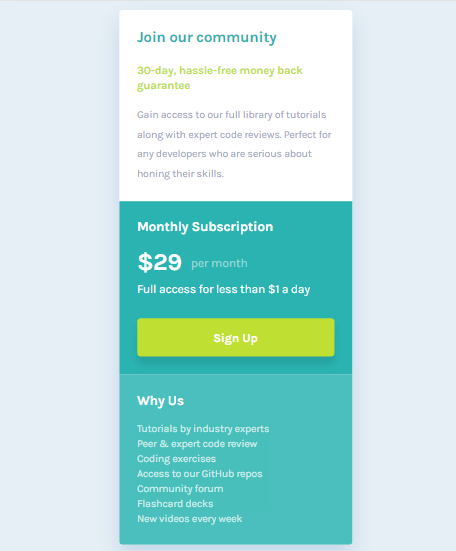 Join our community
30-day, hassle-free money back
guarantee
Gain access to our full library of tutorials
along with expert code reviews. Perfect for
any developers who are serious about
honing their skills.
Monthly Subscription
$29 per month
Full access for less than $1 a day
Sign Up
Why Us
Tutorials by industry experts
Peer & expert code review
Coding exercises
Access to our GitHub repos
Community forum
Flashcard decks
New videos every week